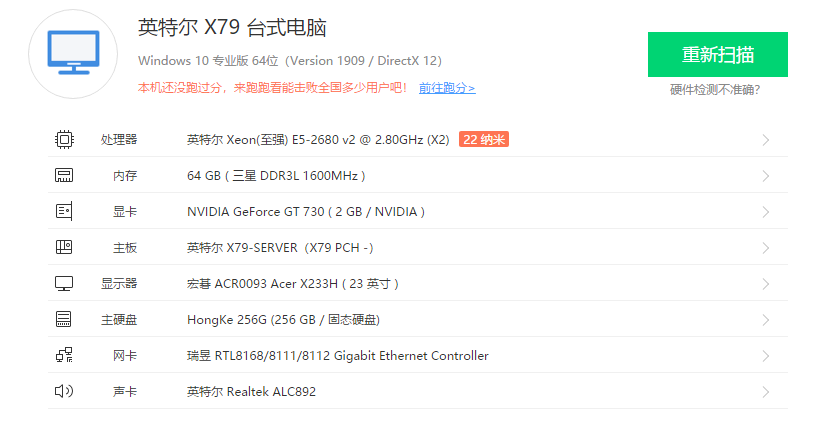 英特尔 X79 台式电脑
Windows 10 专业版 64位（Version 1909 / DirectX 12）
本机还没跑过分，来跑跑看能击败全国多少用户吧！ 前往跑分>
重新扫描
硬件检测不准确?
处理器 英特尔 Xeon(至强) E5-2680 v2 @ 2.80GHz (X2) 22 纳米
内存 64 GB ( 三星 DDR3L 1600MHz )
显卡 NVIDIA GeForce GT 730 ( 2 GB / NVIDIA )
主板 英特尔 X79-SERVER（X79 PCH -）
显示器 宏碁 ACR0093 Acer X233H ( 23 英寸 )
主硬盘 HongKe 256G (256 GB / 固态硬盘)
网卡 瑞昱 RTL8168/8111/8112 Gigabit Ethernet Controller
声卡 英特尔 Realtek ALC892